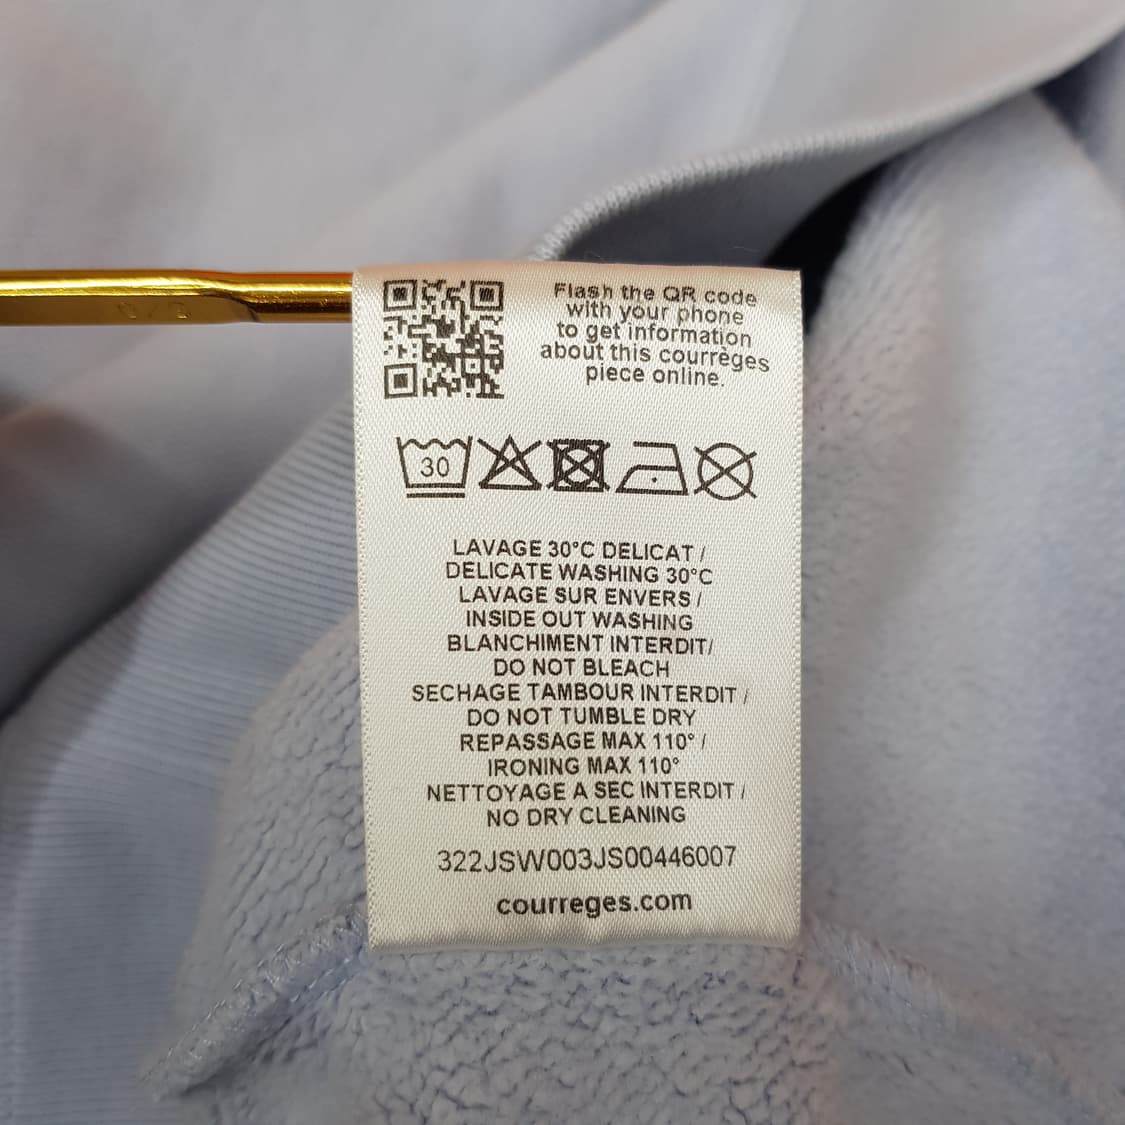 Flash the QR code
with your phone
to get information
about this courrèges
piece online.
30
LAVAGE 30°C DELICAT /
DELICATE WASHING 30°C
LAVAGE SUR ENVERS /
INSIDE OUT WASHING
BLANCHIMENT INTERDIT/
DO NOT BLEACH
SECHAGE TAMBOUR INTERDIT /
DO NOT TUMBLE DRY
REPASSAGE MAX 110° /
IRONING MAX 110°
NETTOYAGE A SEC INTERDIT /
NO DRY CLEANING
322JSW003JS00446007
courreges.com